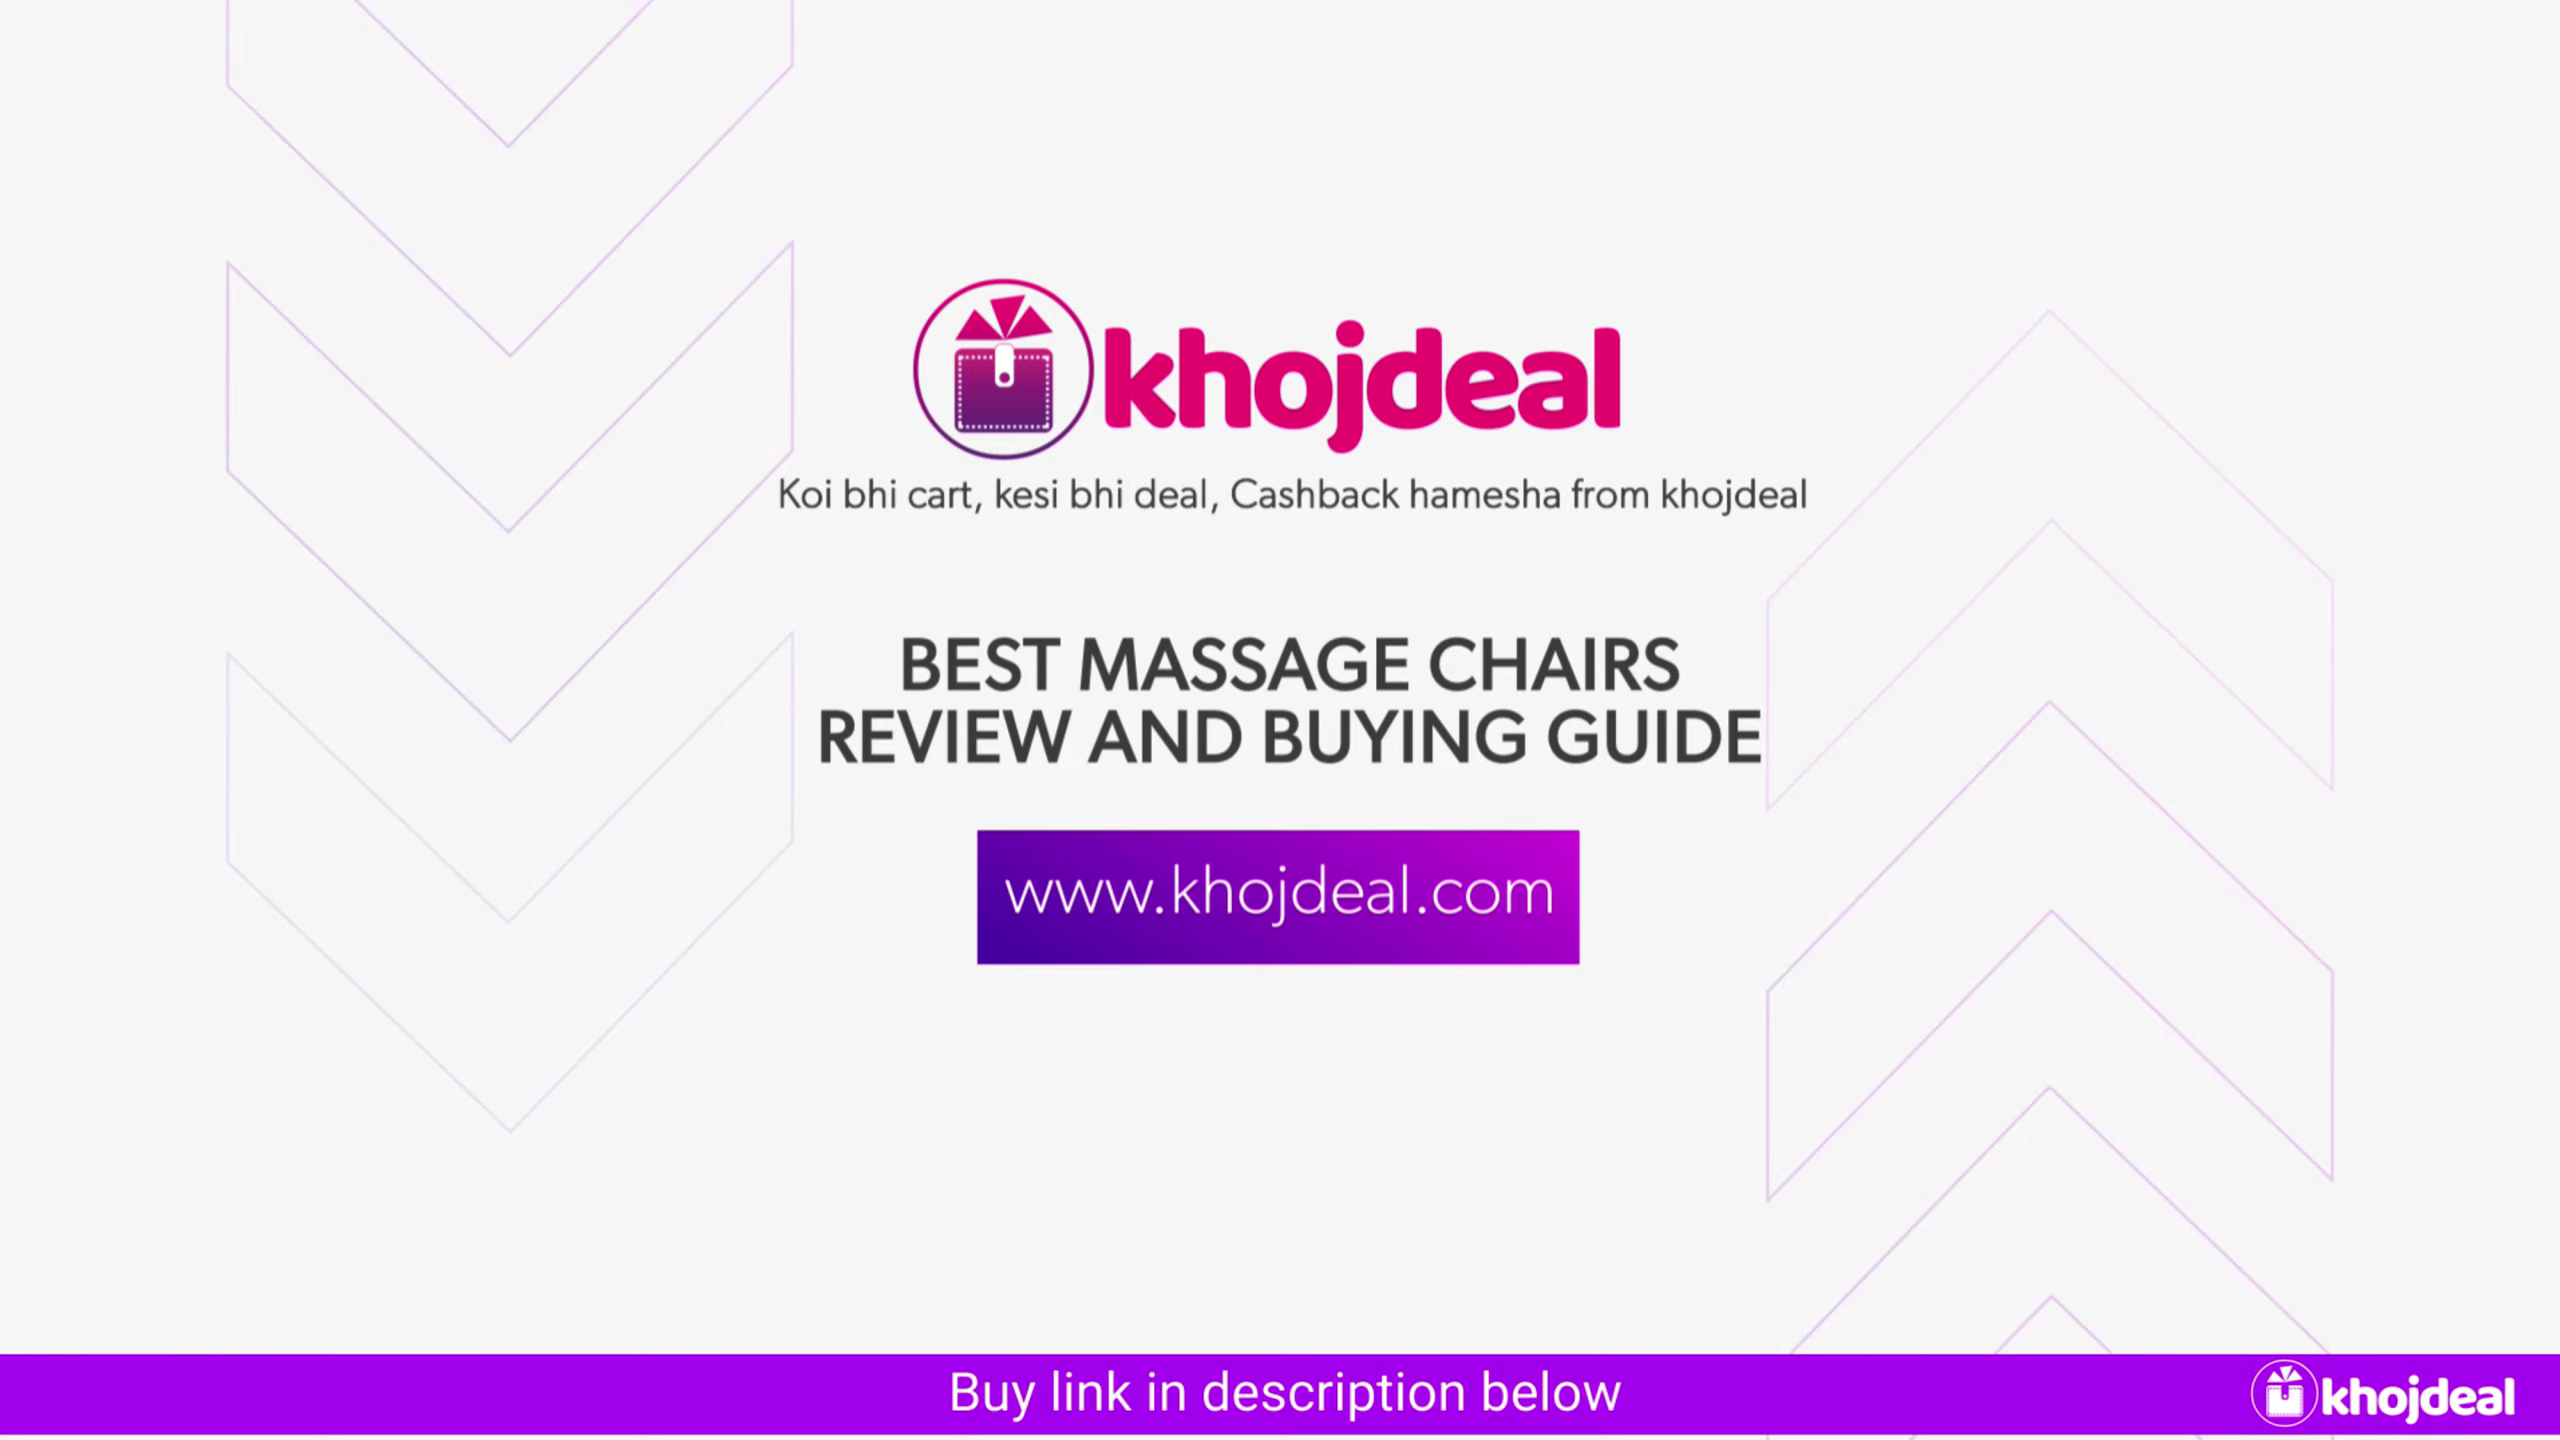 khojdeal
Koi bhi cart, kesi bhi deal, Cashback hamesha from khojdeal
BEST MASSAGE CHAIRS
REVIEW AND BUYING GUIDE
www.khojdeal.com
Buy link in description below
khojdeal